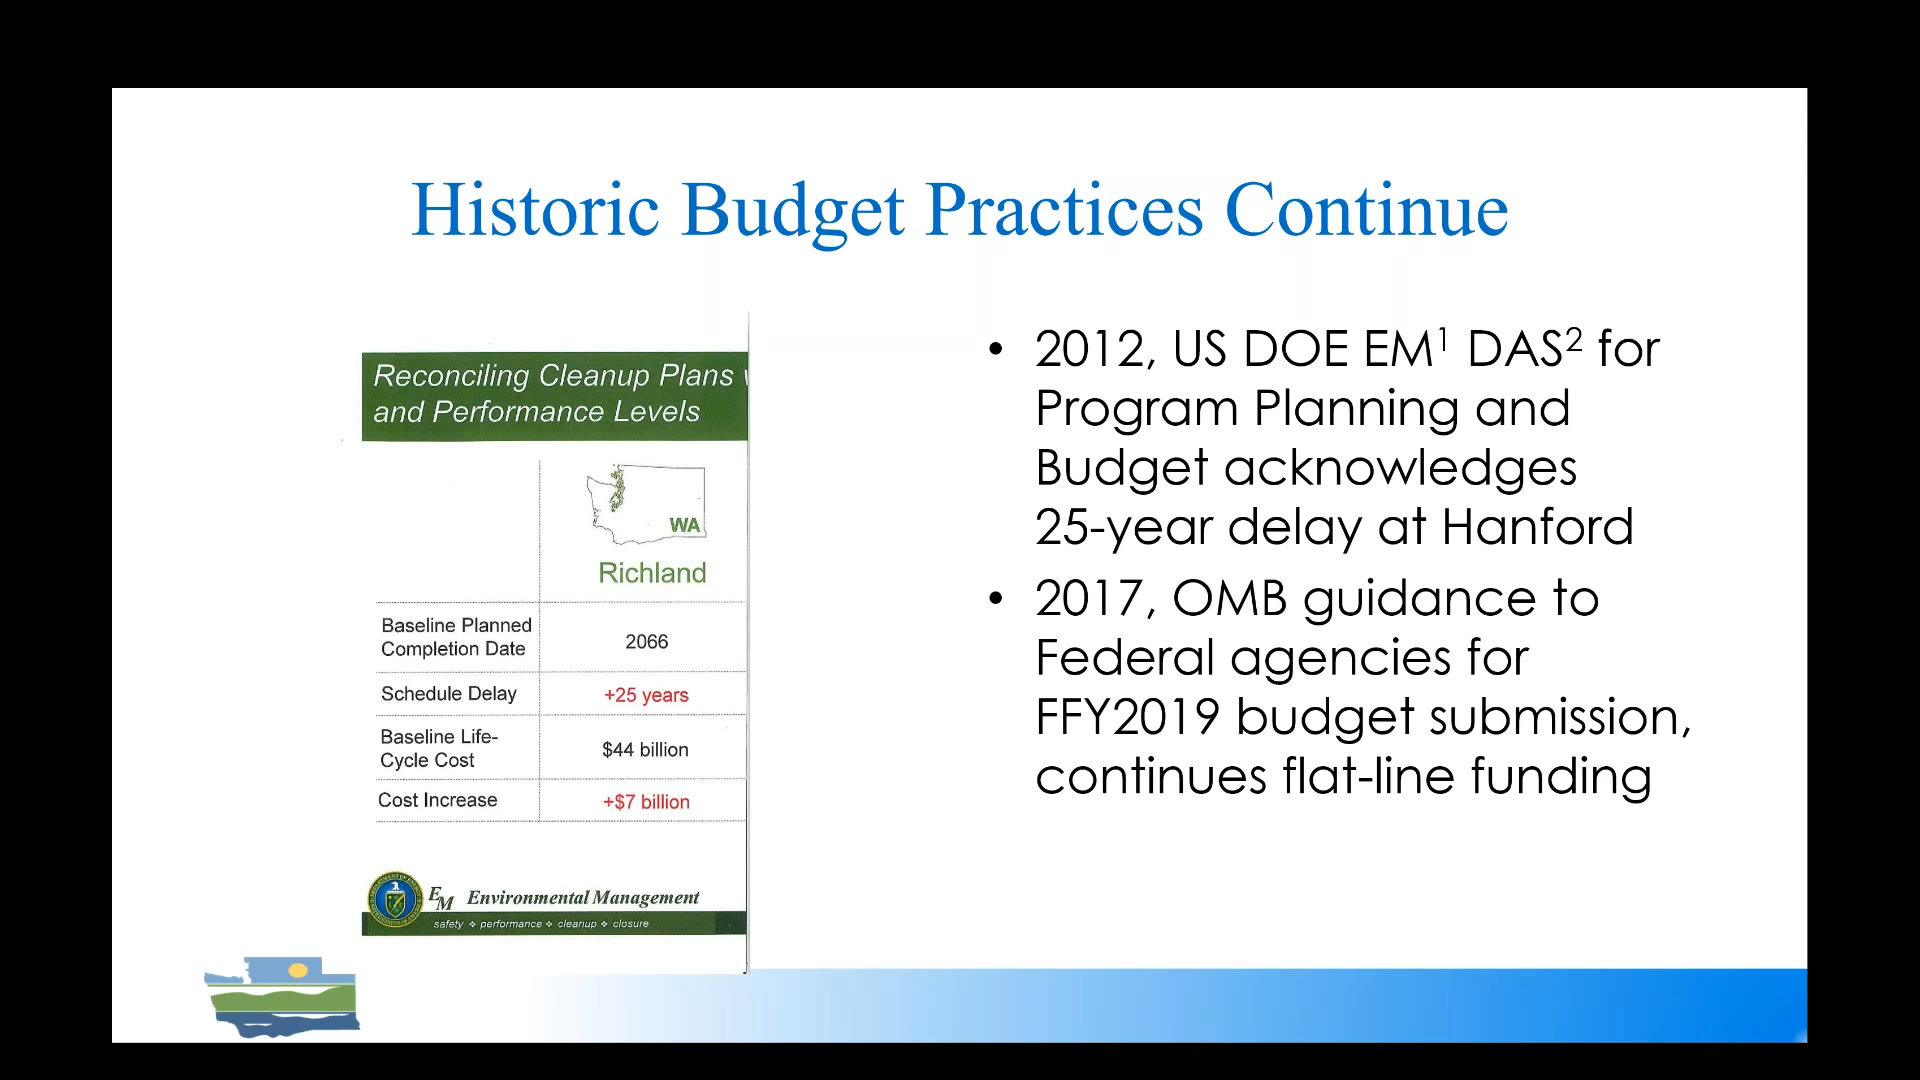 Historic Budget Practices Continue
Reconciling Cleanup Plans
and Performance Levels
WA
Richland
Baseline Planned
Completion Date
2066
Schedule Delay
+25 years
Baseline Life-
Cycle Cost
$44 billion
Cost Increase
+$7 billion
EM Environmental Management
safety ❖ performance ❖ cleanup ❖ closure
• 2012, US DOE EM¹ DAS² for
Program Planning and
Budget acknowledges
25-year delay at Hanford
• 2017, OMB guidance to
Federal agencies for
FFY2019 budget submission,
continues flat-line funding